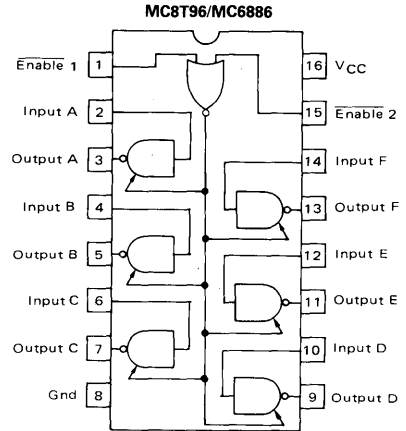 MC8T96/MC6886
Enable 1 1
16 VCC
Input A 2
15 Enable 2
Output A 3
14 Input F
Input B 4
13 Output F
Output B 5
12 Input E
Input C 6
11 Output E
Output C 7
10 Input D
Gnd 8
9 Output D